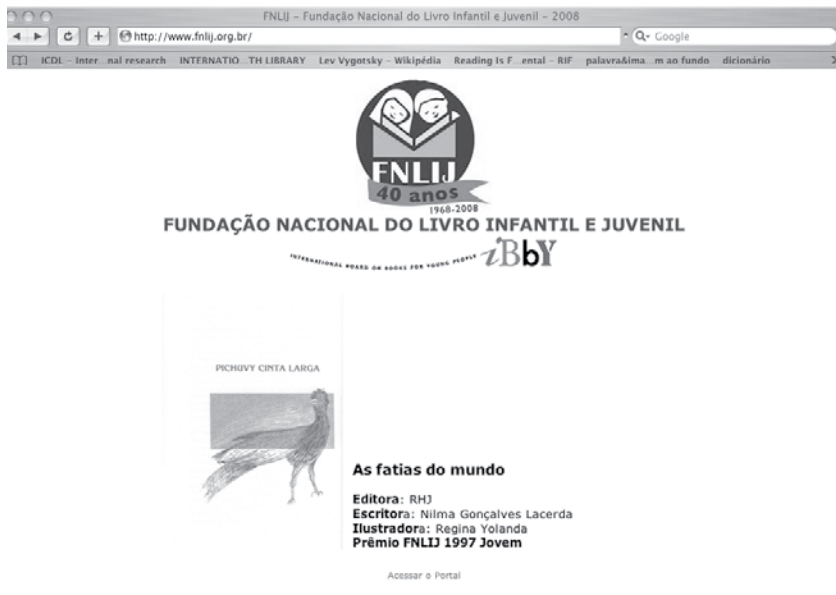 FNLIJ – Fundação Nacional do Livro Infantil e Juvenil – 2008
http://www.fnlij.org.br/
Google
ICDL – Inter...nal research INTERNATIO...TH LIBRARY Lev Vygotsky – Wikipédia Reading Is F...ental – RIF palavra&ima...m ao fundo dicionário
FNLIJ
40 anos
1968-2008
FUNDAÇÃO NACIONAL DO LIVRO INFANTIL E JUVENIL
INTERNATIONAL BOARD ON BOOKS FOR YOUNG PEOPLE iBbY
PICHUVY CINTA LARGA
As fatias do mundo
Editora: RHJ
Escritora: Nilma Gonçalves Lacerda
Ilustradora: Regina Yolanda
Prêmio FNLIJ 1997 Jovem
Acessar o Portal